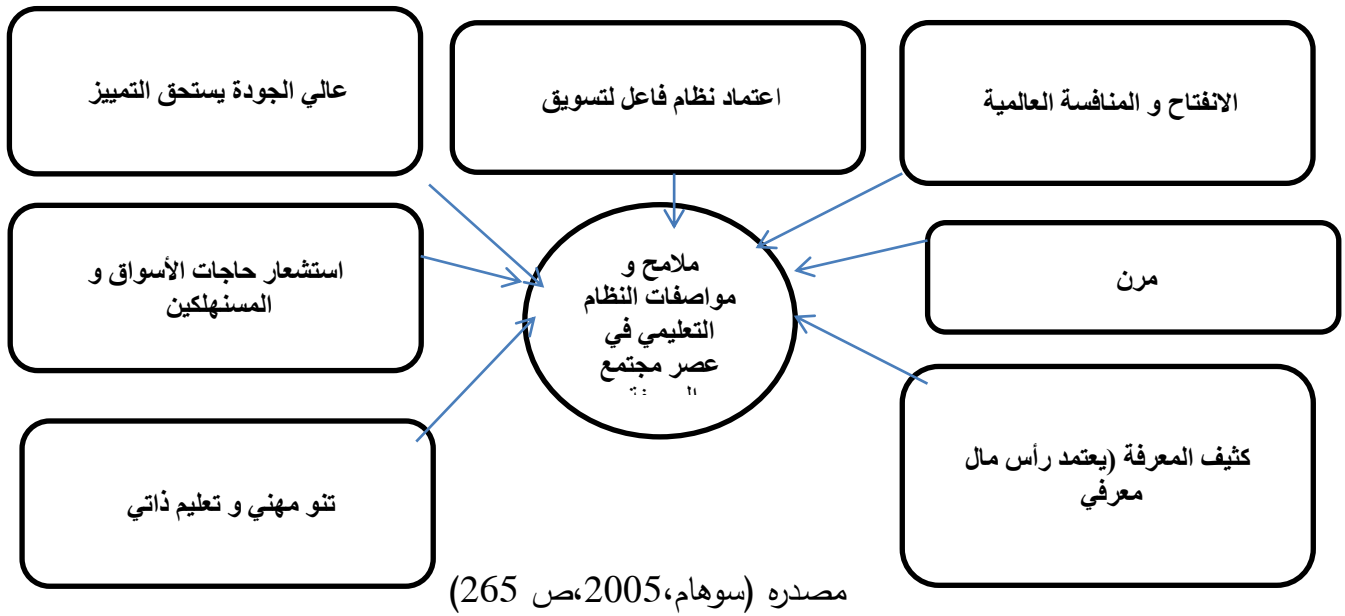 الانفتاح و المنافسة العالمية
اعتماد نظام فاعل لتسويق
عالي الجودة يستحق التمييز
مرن
ملامح و
مواصفات النظام
التعليمي في
عصر مجتمع
استشعار حاجات الأسواق و
المسنهلكين
كثيف المعرفة (يعتمد رأس مال
معرفي
تنو مهني و تعليم ذاتي
مصدره (سوهام،2005،ص 265)